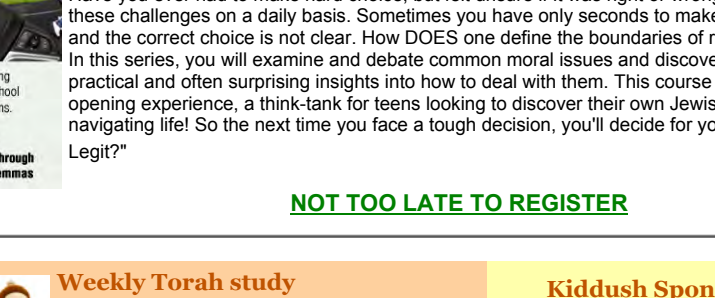 these challenges on a daily basis. Sometimes you have only seconds to make
and the correct choice is not clear. How DOES one define the boundaries of
In this series, you will examine and debate common moral issues and discove
practical and often surprising insights into how to deal with them. This course
opening experience, a think-tank for teens looking to discover their own Jewis
navigating life! So the next time you face a tough decision, you'll decide for yo
Legit?"
NOT TOO LATE TO REGISTER
Weekly Torah study
Kiddush Spon